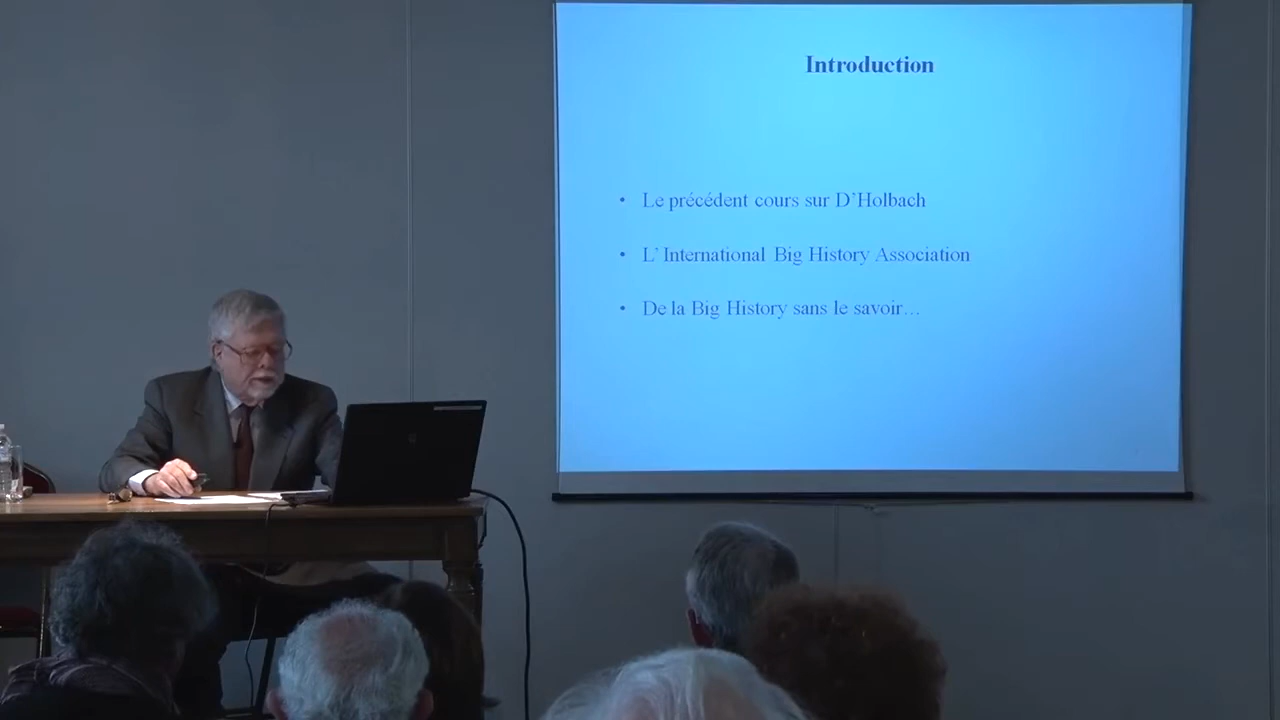 Introduction
• Le précédent cours sur D’Holbach
• L’ International Big History Association
• De la Big History sans le savoir…